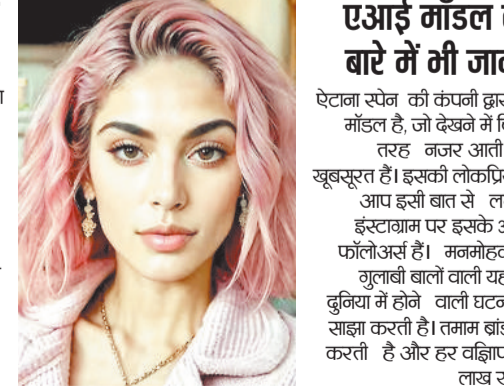 एआई मॉडल
बारे में भी
ऐटाना स्पेन की कंपनी
मॉडल है, जो देखने में
तरह नजर आती
खूबसूरत हैं। इसकी
आप इसी बात से
इंस्टाग्राम पर इसके
फॉलोअर्स हैं।
गुलाबी बालों वाली
दुनिया में होने वाली
साझा करती है। तमाम
करती है और हर
लाख